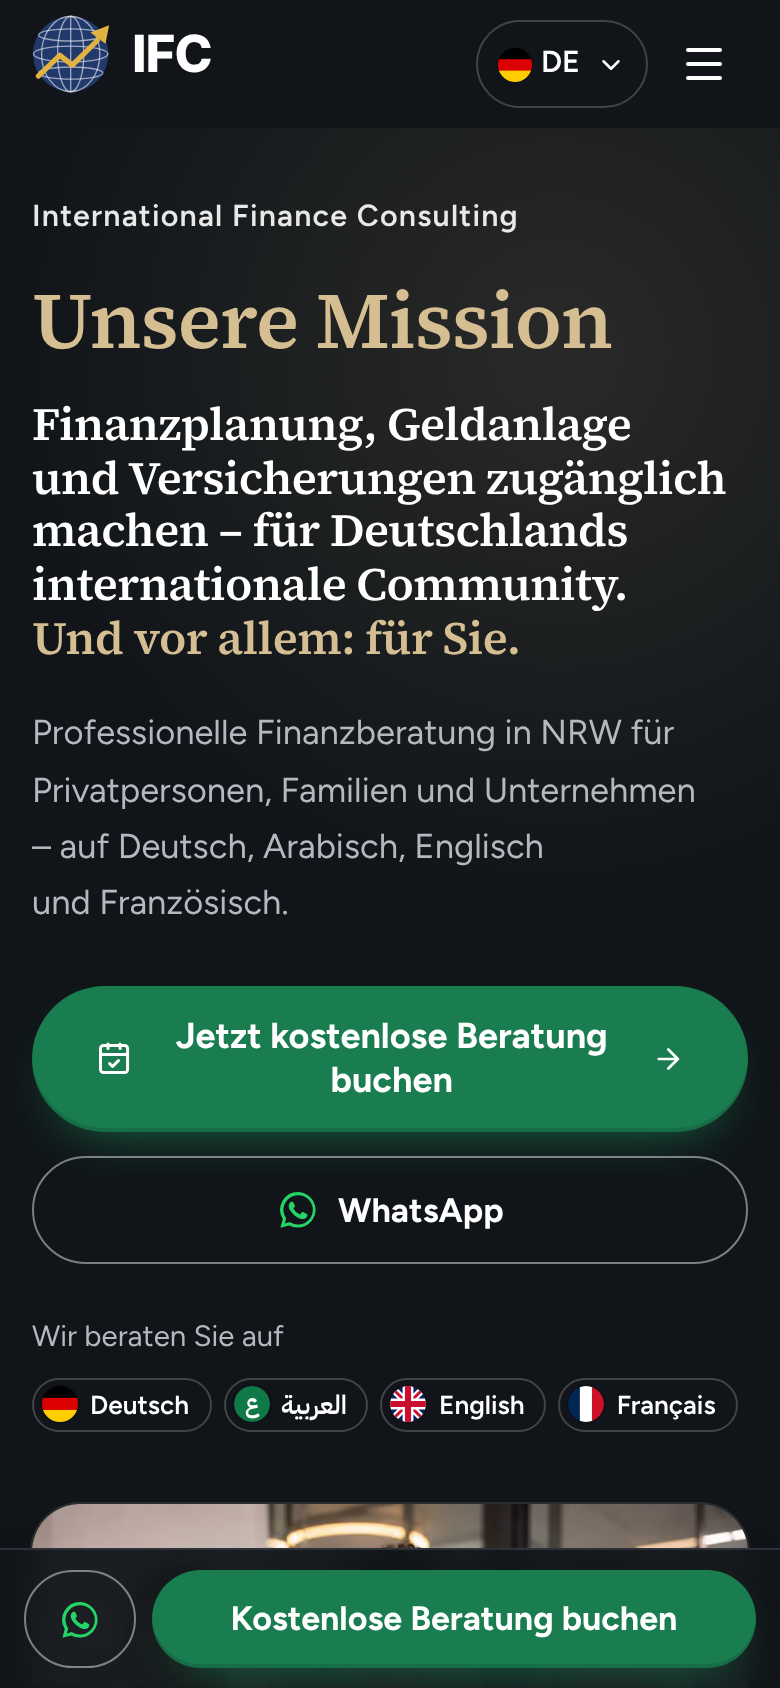 IFC
DE
International Finance Consulting
Unsere Mission
Finanzplanung, Geldanlage
und Versicherungen zugänglich
machen – für Deutschlands
internationale Community.
Und vor allem: für Sie.
Professionelle Finanzberatung in NRW für
Privatpersonen, Familien und Unternehmen
– auf Deutsch, Arabisch, Englisch
und Französisch.
Jetzt kostenlose Beratung
buchen
WhatsApp
Wir beraten Sie auf
Deutsch
ع العربية
English
Français
Kostenlose Beratung buchen